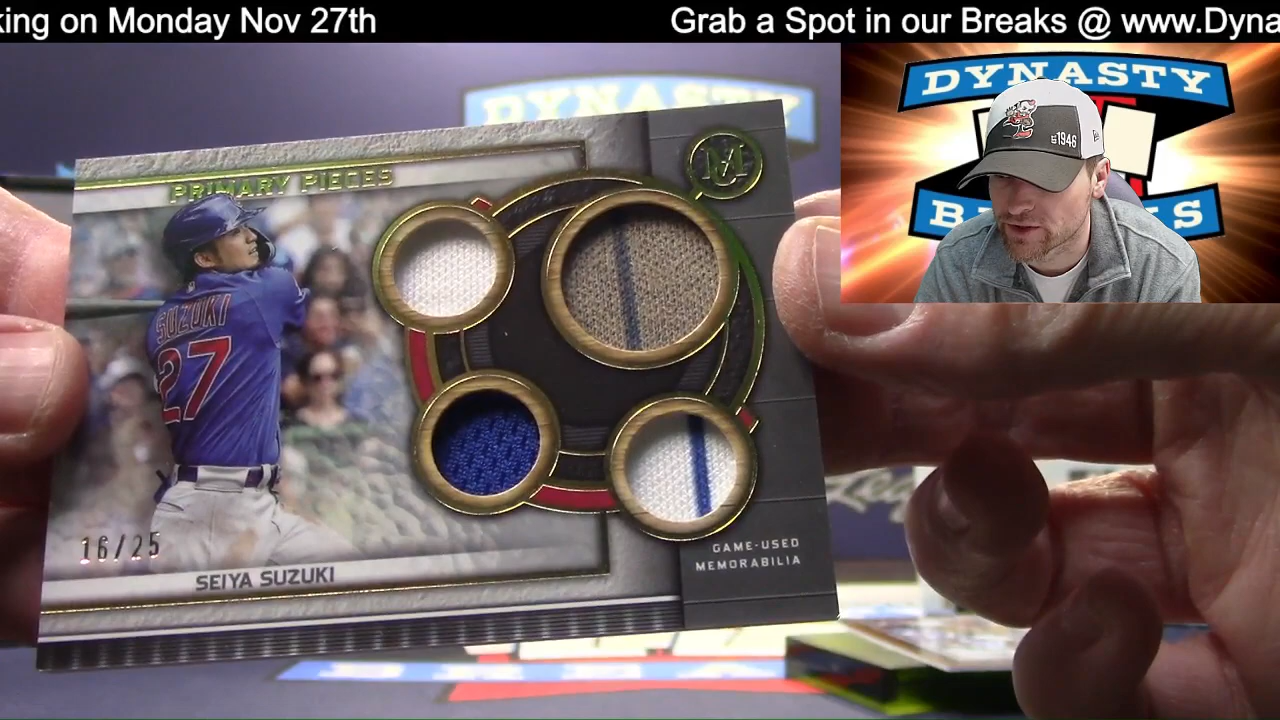 king on Monday Nov 27th
Grab a Spot in our Breaks @ www.Dyna
DYNASTY
DYNASTY
1946
PRIMARY PIECES
M
SUZUKI
27
16/25
SEIYA SUZUKI
GAME-USED
MEMORABILIA